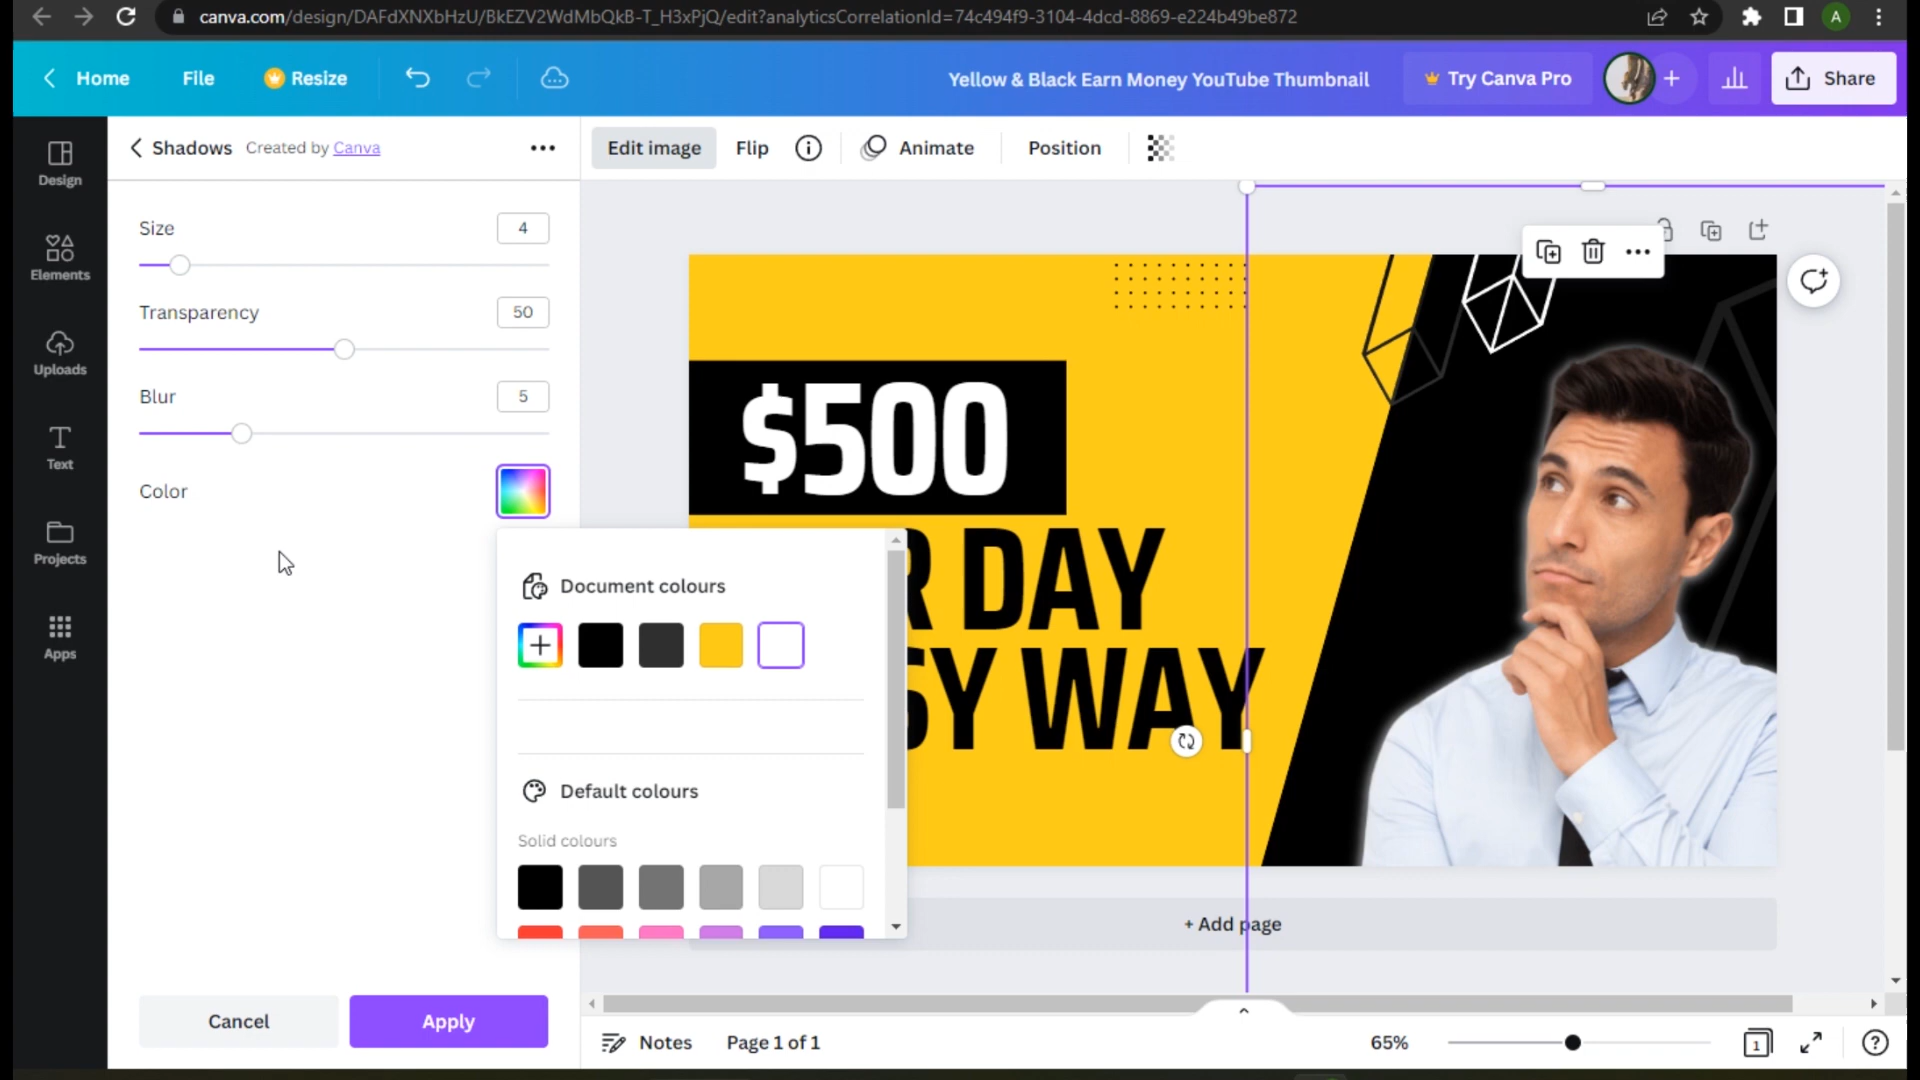 canva.com/design/DAFdXNXbHzU/BkEZV2WdMbQkB-T_H3xPjQ/edit?analyticsCorrelationId=74c494f9-3104-4dcd-8869-e224b49be872
A
Home
File
Resize
Yellow & Black Earn Money YouTube Thumbnail
Try Canva Pro
+
Share
Design
Elements
Uploads
Text
Projects
Apps
Shadows Created by Canva
Edit image
Flip
Animate
Position
Size
4
Transparency
50
Blur
5
Color
Document colours
Default colours
Solid colours
Cancel
Apply
$500
R DAY
SY WAY
+ Add page
Notes
Page 1 of 1
65%
1
?